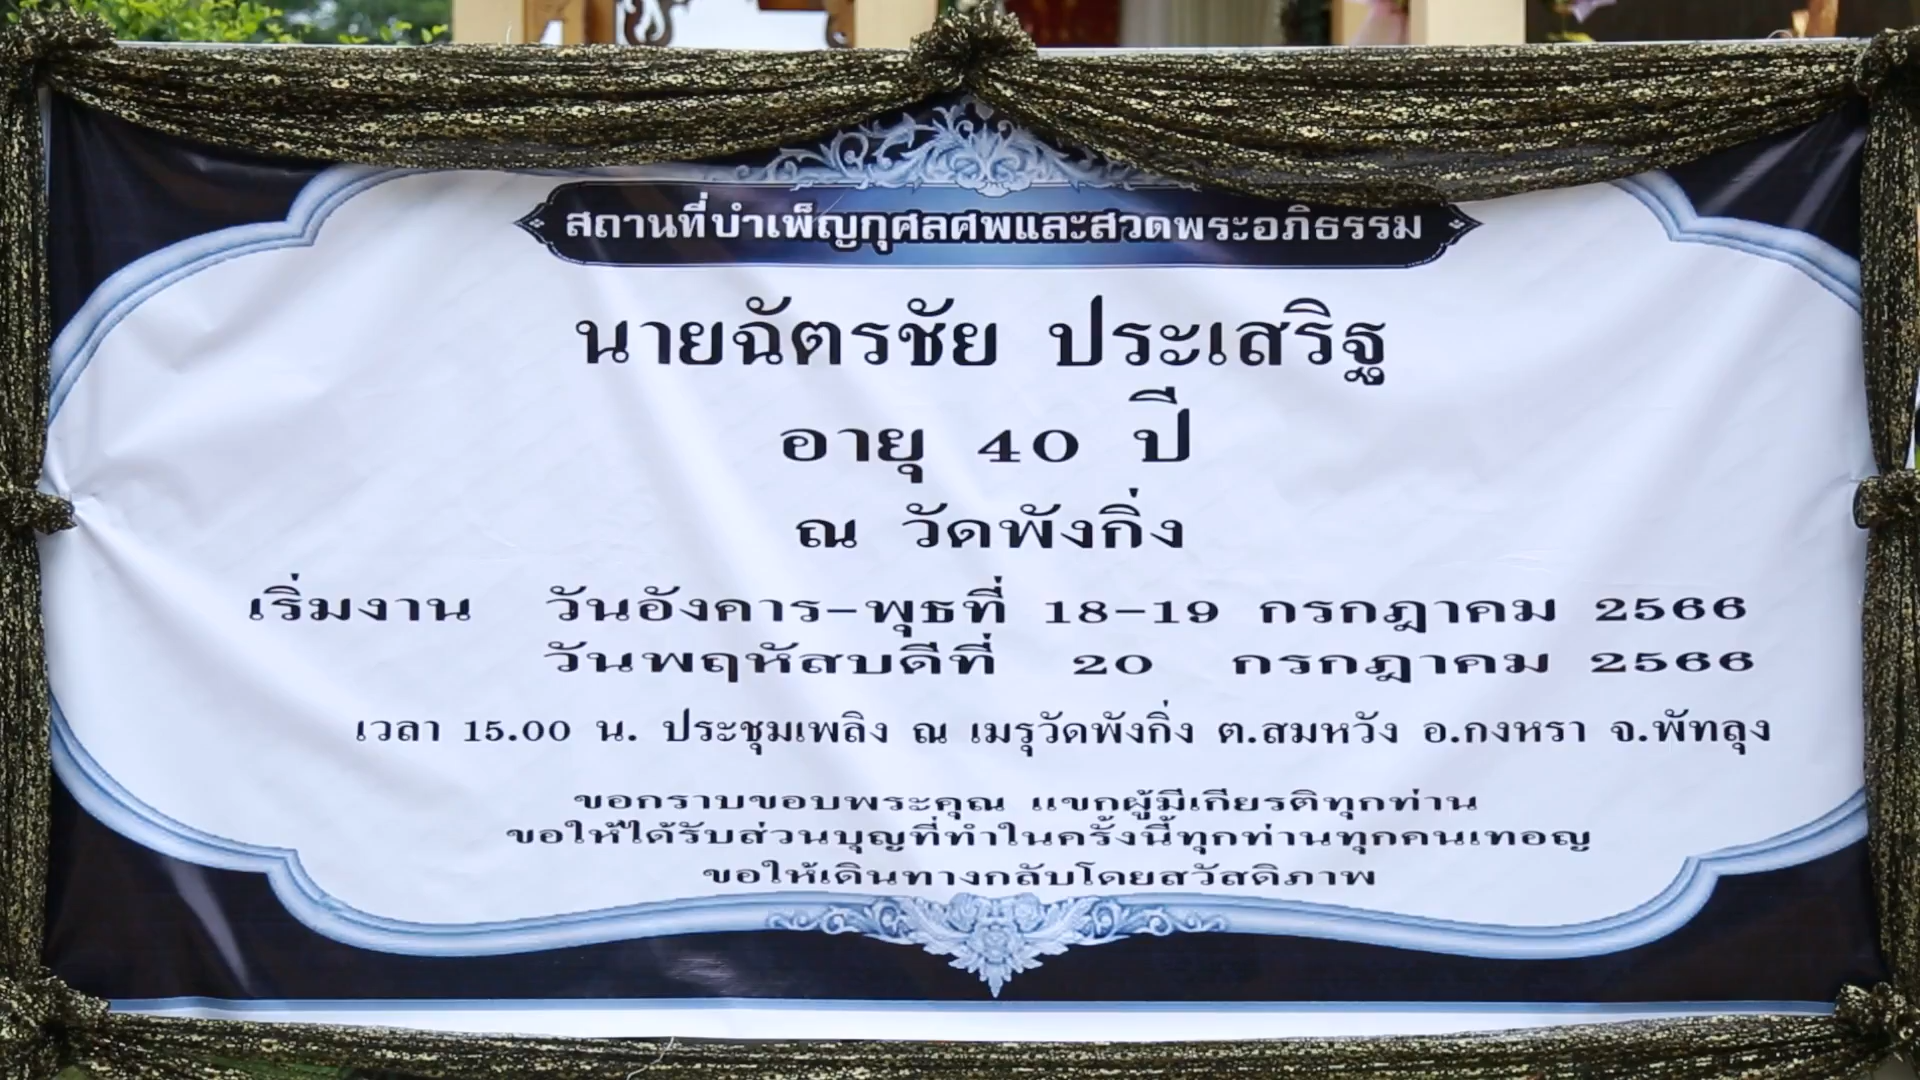 สถานที่บำเพ็ญกุศลศพและสวดพระอภิธรรม
นายฉัตรชัย ประเสริฐ
อายุ 40 ปี
ณ วัดพังกิ่ง
เริ่มงาน วันอังคาร-พุธที่ 18-19 กรกฎาคม 2566
วันพฤหัสบดีที่ 20 กรกฎาคม 2566
เวลา 15.00 น. ประชุมเพลิง ณ เมรุวัดพังกิ่ง ต.สมหวัง อ.กงหรา จ.พัทลุง
ขอกราบขอบพระคุณ แขกผู้มีเกียรติทุกท่าน
ขอให้ได้รับส่วนบุญที่ทำในครั้งนี้ทุกท่านทุกคนเทอญ
ขอให้เดินทางกลับโดยสวัสดิภาพ